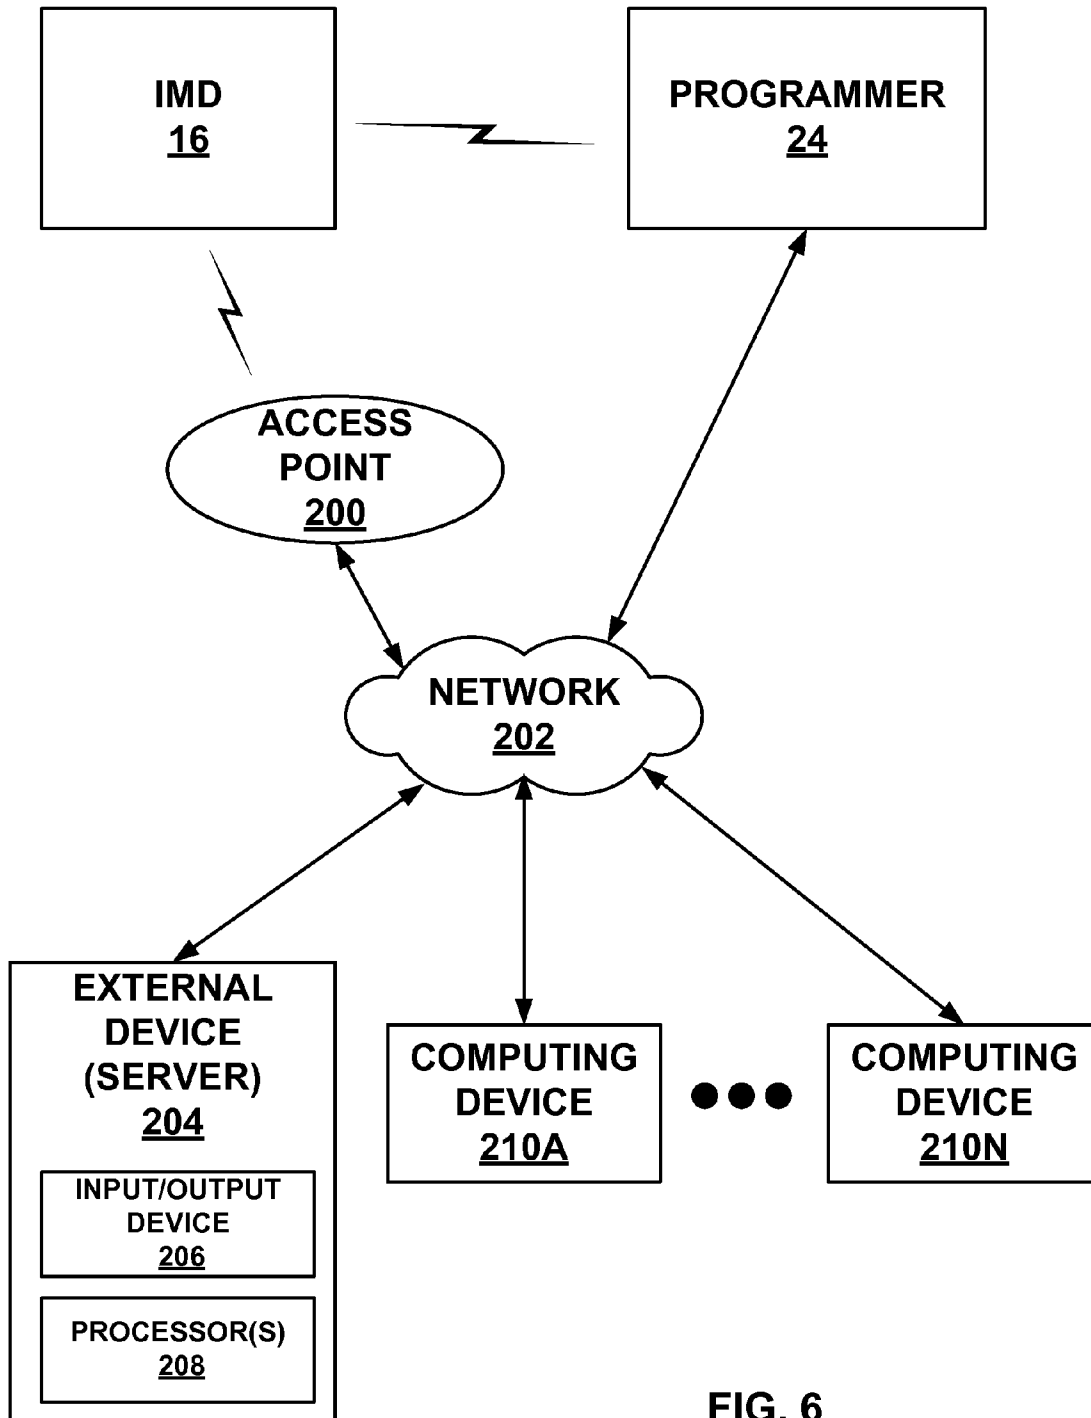 IMD
16
PROGRAMMER
24
ACCESS
POINT
200
NETWORK
202
EXTERNAL
DEVICE
(SERVER)
204
INPUT/OUTPUT
DEVICE
206
PROCESSOR(S)
208
COMPUTING
DEVICE
210A
COMPUTING
DEVICE
210N
FIG. 6